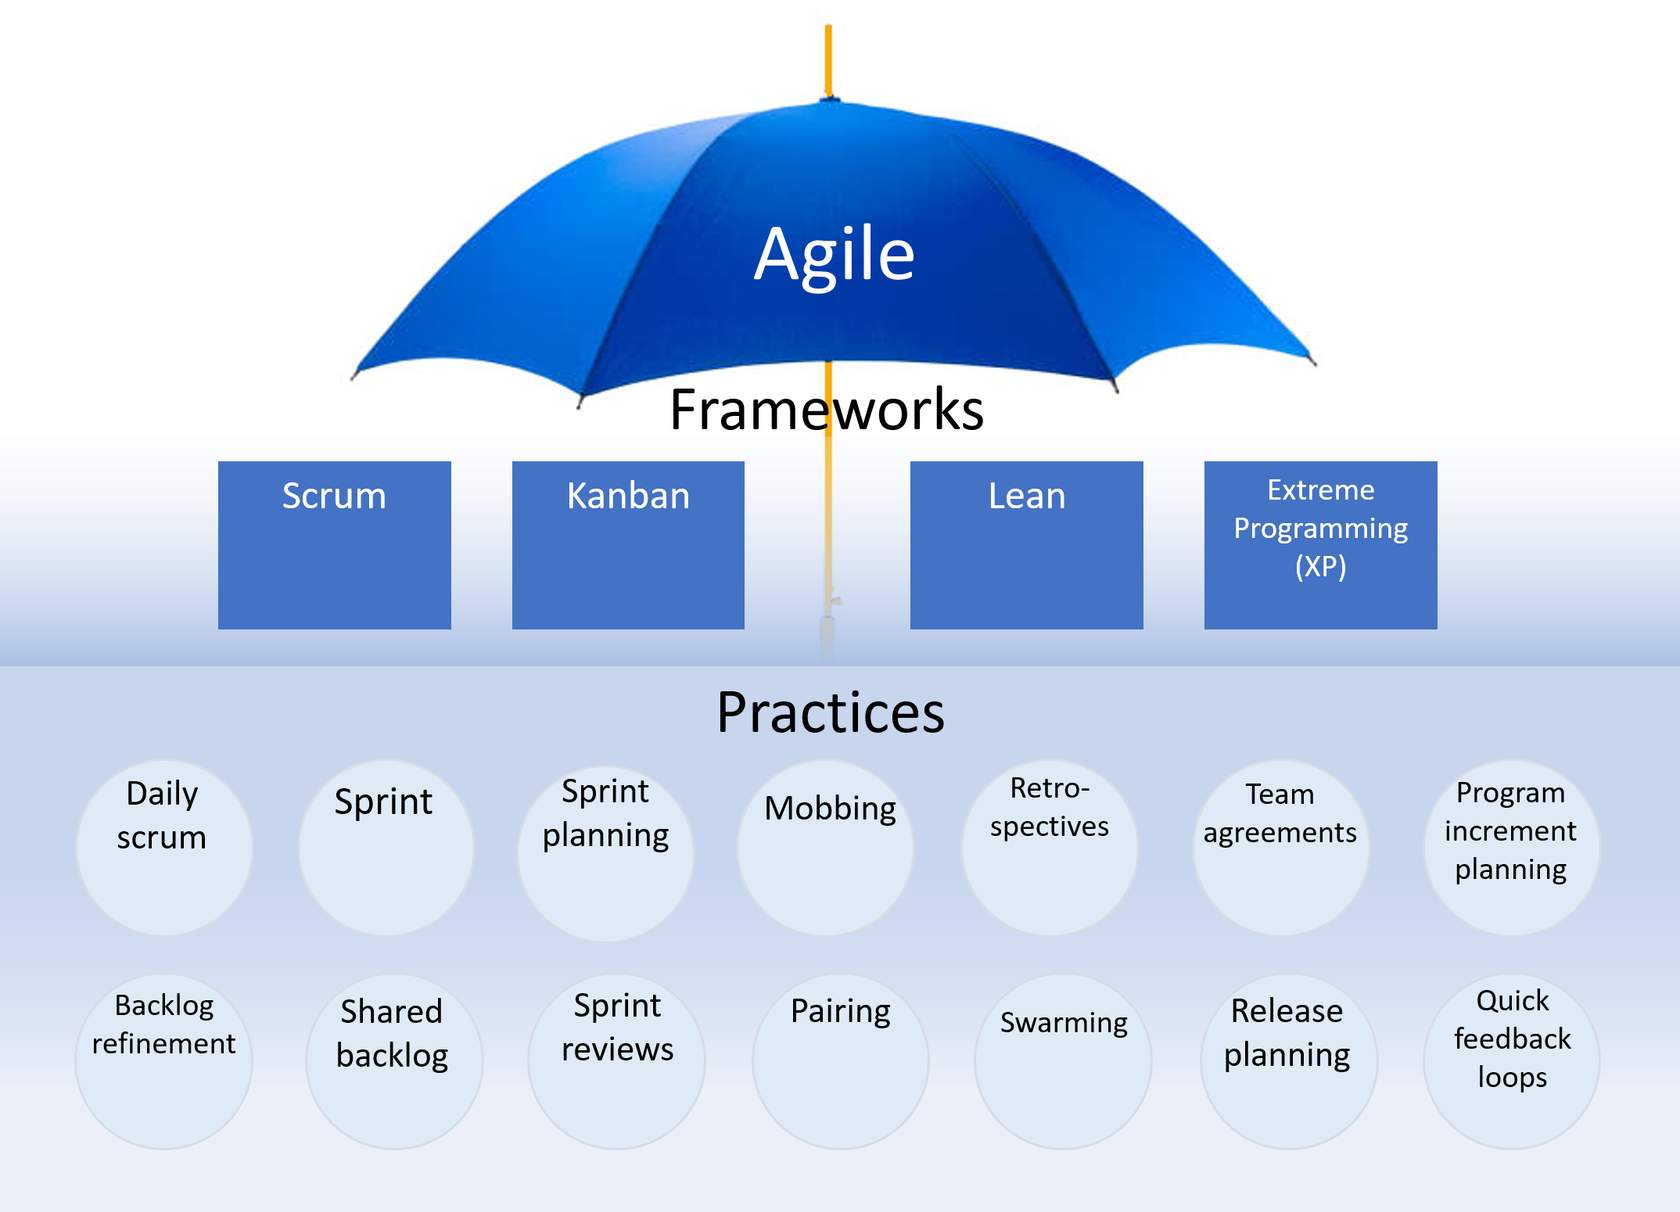 Agile
Frameworks
Scrum
Kanban
Lean
Extreme
Programming
(XP)
Practices
Daily
scrum
Sprint
Sprint
planning
Mobbing
Retro-
spectives
Team
agreements
Program
increment
planning
Backlog
refinement
Shared
backlog
Sprint
reviews
Pairing
Swarming
Release
planning
Quick
feedback
loops